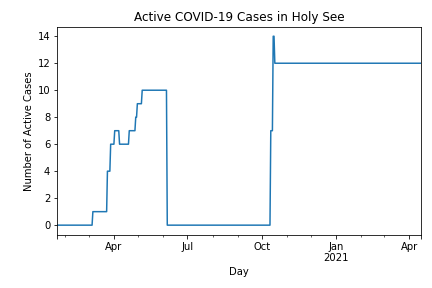 Active COVID-19 Cases in Holy See
14
12
10
8
6
4
2
0
Number of Active Cases
Apr
Jul
Oct
Jan
2021
Apr
Day